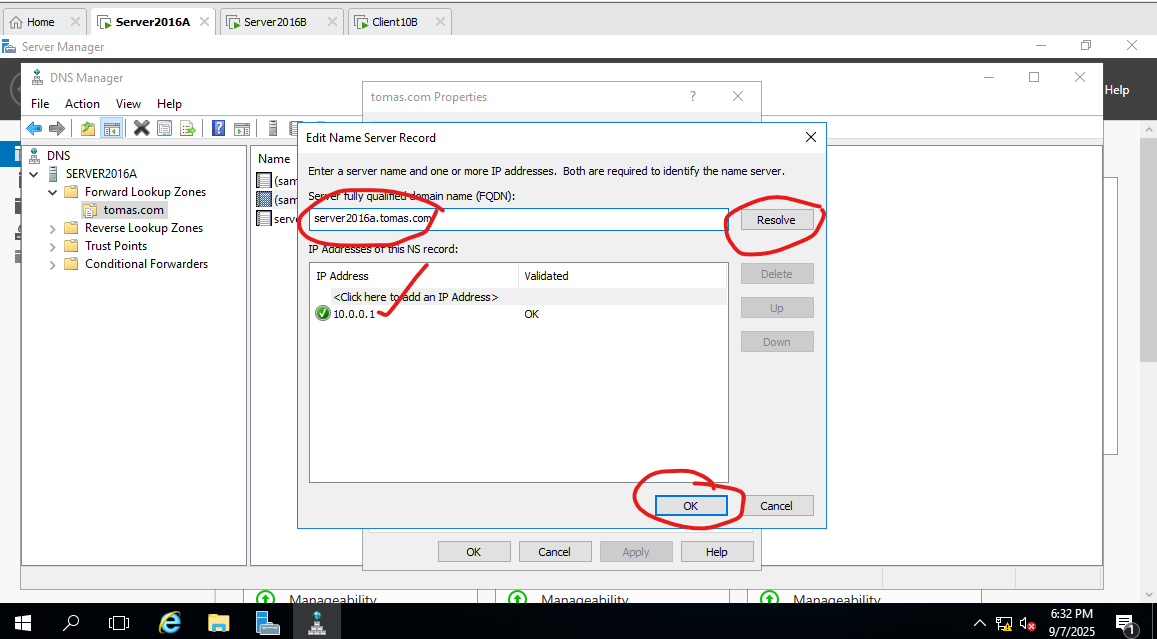 Home
Server2016A
Server2016B
Client10B
Server Manager
DNS Manager
Help
tomas.com Properties
?
File Action View Help
Edit Name Server Record
DNS
Name
SERVER2016A
Enter a server name and one or more IP addresses. Both are required to identify the name server.
Forward Lookup Zones
(sam
Server fully qualified domain name (FQDN):
tomas.com
(sam
server2016a.tomas.com
Resolve
Reverse Lookup Zones
serve
Trust Points
IP Addresses of this NS record:
Conditional Forwarders
IP Address Validated
Delete
<Click here to add an IP Address>
10.0.0.1 OK
Up
Down
OK Cancel
OK Cancel Apply Help
Manageability Manageability Manageability
6:32 PM
9/7/2025
1